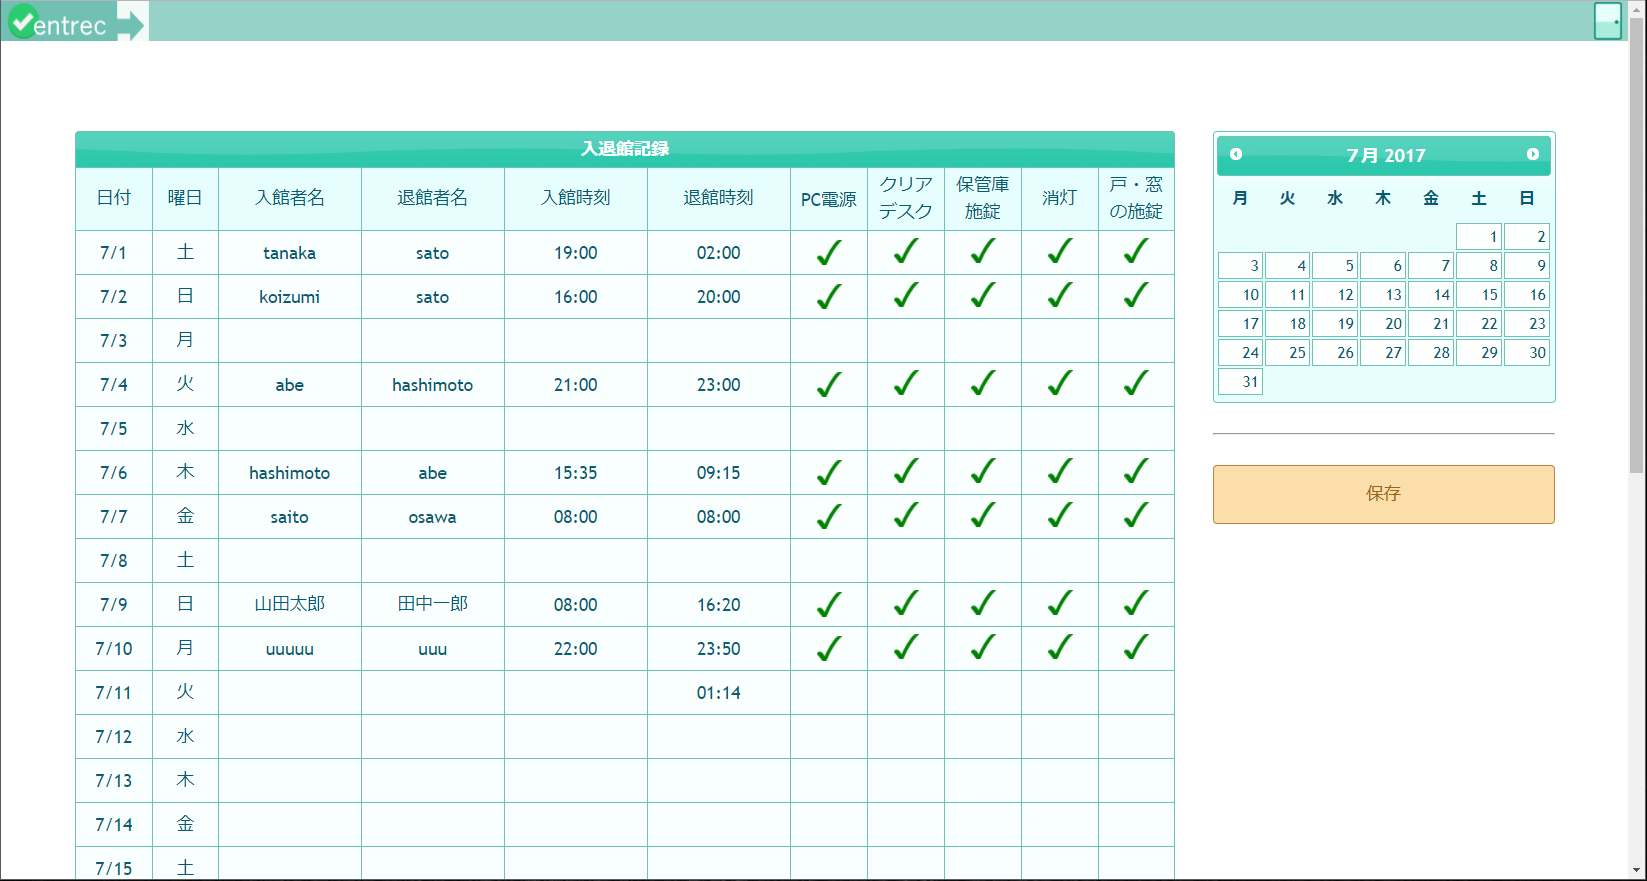 entrec
入退館記録
日付 曜日 入館者名 退館者名 入館時刻 退館時刻 PC電源 クリア 保管庫 消灯 戸・窓
デスク 施錠 の施錠
7/1 土 tanaka sato 19:00 02:00
7/2 日 koizumi sato 16:00 20:00
7/3 月
7/4 火 abe hashimoto 21:00 23:00
7/5 水
7/6 木 hashimoto abe 15:35 09:15
7/7 金 saito osawa 08:00 08:00
7/8 土
7/9 日 山田太郎 田中一郎 08:00 16:20
7/10 月 uuuuu uuu 22:00 23:50
7/11 火 01:14
7/12 水
7/13 木
7/14 金
7/15 土
7月 2017
月 火 水 木 金 土 日
1 2
3 4 5 6 7 8 9
10 11 12 13 14 15 16
17 18 19 20 21 22 23
24 25 26 27 28 29 30
31
保存